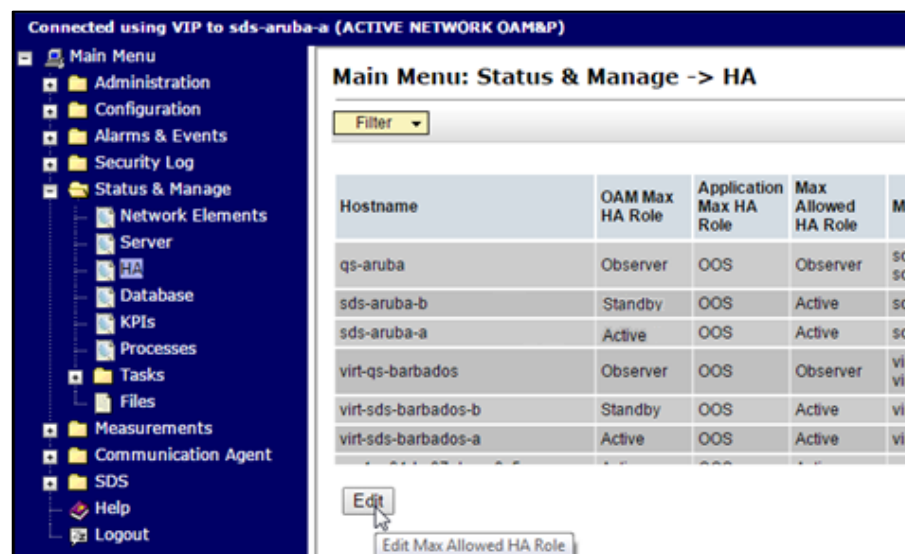 Connected using VIP to sds-aruba-a (ACTIVE NETWORK OAM&P)
Main Menu
Administration
Configuration
Alarms & Events
Security Log
Status & Manage
Network Elements
Server
HA
Database
KPIs
Processes
Tasks
Files
Measurements
Communication Agent
SDS
Help
Logout
Main Menu: Status & Manage -> HA
Filter
Hostname OAM Max HA Role Application Max HA Role Max Allowed HA Role M
qs-aruba Observer OOS Observer
sds-aruba-b Standby OOS Active
sds-aruba-a Active OOS Active
virt-qs-barbados Observer OOS Observer
virt-sds-barbados-b Standby OOS Active
virt-sds-barbados-a Active OOS Active
Edit
Edit Max Allowed HA Role